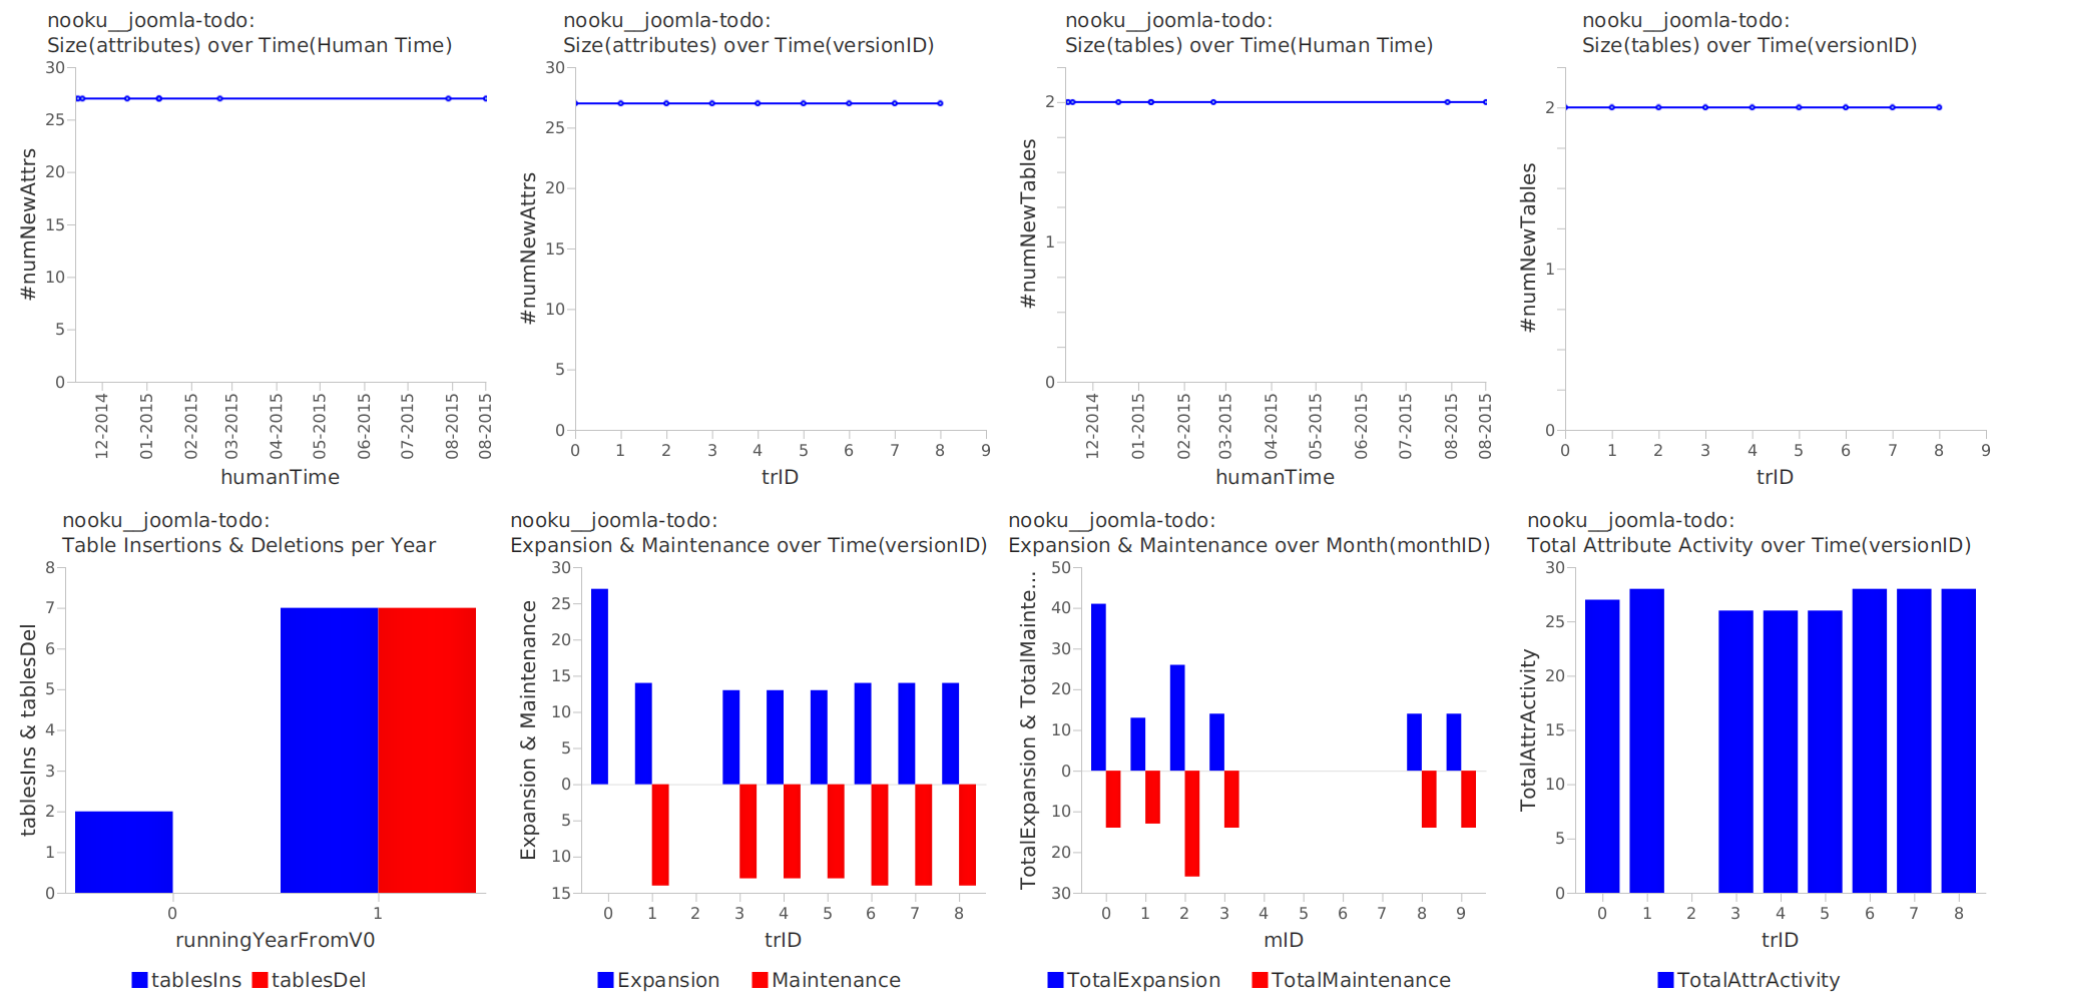 nooku__joomla-todo:
Size(attributes) over Time(Human Time)
30
25
20
15
10
5
0
#numNewAttrs
12-2014
01-2015
02-2015
03-2015
04-2015
05-2015
06-2015
07-2015
08-2015
08-2015
humanTime
nooku__joomla-todo:
Size(attributes) over Time(versionID)
30
25
20
15
10
5
0
#numNewAttrs
0 1 2 3 4 5 6 7 8 9
trID
nooku__joomla-todo:
Size(tables) over Time(Human Time)
2
1
0
#numNewTables
12-2014
01-2015
02-2015
03-2015
04-2015
05-2015
06-2015
07-2015
08-2015
08-2015
humanTime
nooku__joomla-todo:
Size(tables) over Time(versionID)
2
1
0
#numNewTables
0 1 2 3 4 5 6 7 8 9
trID
nooku__joomla-todo:
Table Insertions & Deletions per Year
8
7
6
5
4
3
2
1
0
tablesIns & tablesDel
0 1
runningYearFromV0
tablesIns tablesDel
nooku__joomla-todo:
Expansion & Maintenance over Time(versionID)
30
25
20
15
10
5
0
5
10
15
Expansion & Maintenance
0 1 2 3 4 5 6 7 8
trID
Expansion Maintenance
nooku__joomla-todo:
Expansion & Maintenance over Month(monthID)
50
40
30
20
10
0
10
20
30
TotalExpansion & TotalMainte...
0 1 2 3 4 5 6 7 8 9
mID
TotalExpansion TotalMaintenance
nooku__joomla-todo:
Total Attribute Activity over Time(versionID)
30
25
20
15
10
5
0
TotalAttrActivity
0 1 2 3 4 5 6 7 8
trID
TotalAttrActivity